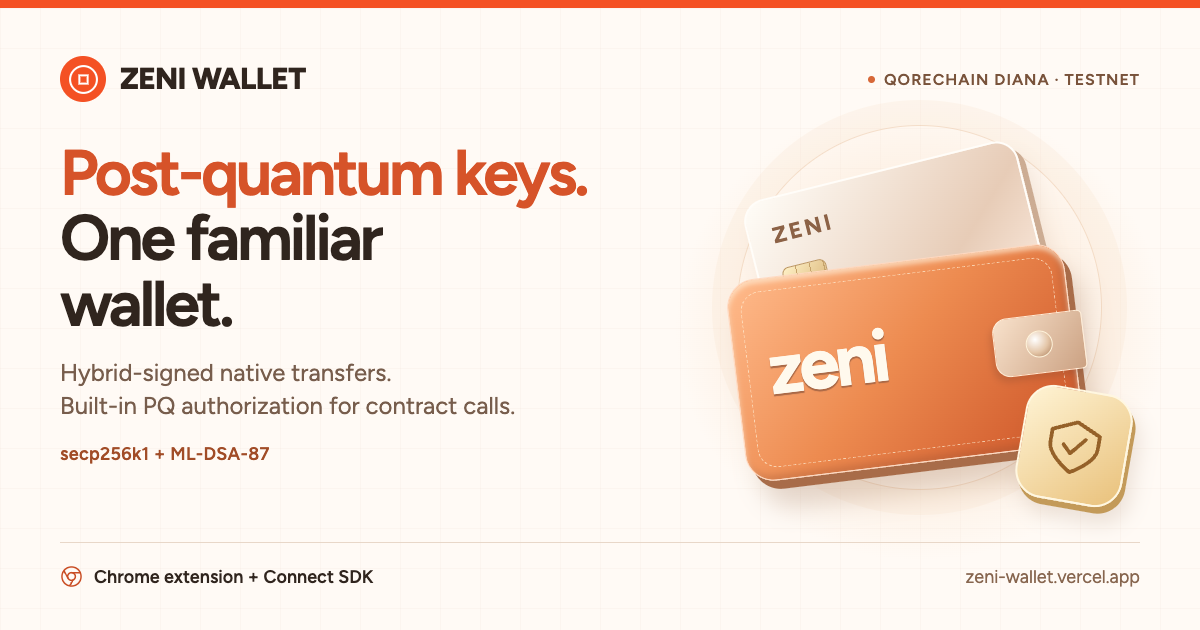 ZENI WALLET
QORECHAIN DIANA · TESTNET
Post-quantum keys.
One familiar
wallet.
Hybrid-signed native transfers.
Built-in PQ authorization for contract calls.
secp256k1 + ML-DSA-87
ZENI
zeni
Chrome extension + Connect SDK
zeni-wallet.vercel.app